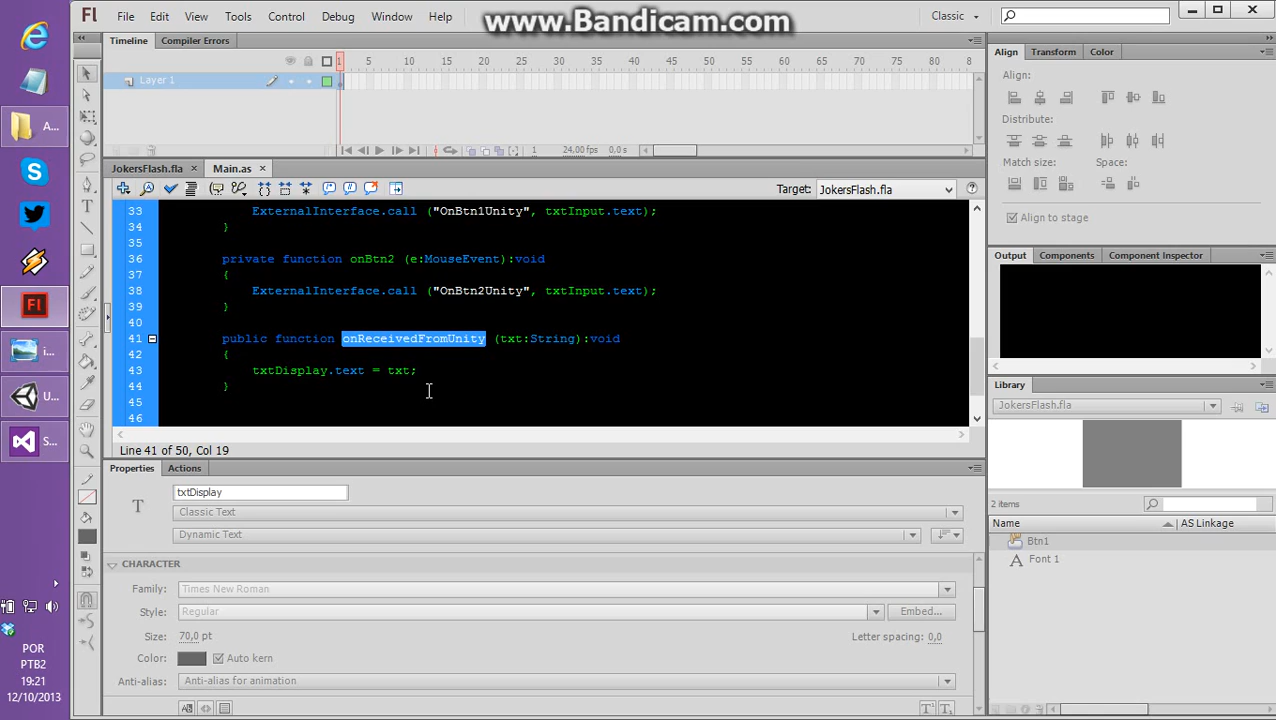 www.Bandicam.com
Fl File Edit View Insert Modify Text Commands Control Debug Window Help Classic
Timeline Compiler Errors
1 5 10 15 20 25 30 35 40 45 50 55 60 65 70 75 80 8
Layer 1
1 24,00 fps 0,0 s
JokersFlash.fla × Main.as ×
Target: JokersFlash.fla
33 ExternalInterface.call ("OnBtn1Unity", txtInput.text);
34 }
35
36 private function onBtn2 (e:MouseEvent):void
37 {
38 ExternalInterface.call ("OnBtn2Unity", txtInput.text);
39 }
40
41 public function onReceivedFromUnity (txt:String):void
42 {
43 txtDisplay.text = txt;
44 }
45
46
Line 41 of 50, Col 19
Properties Actions
T txtDisplay
Classic Text
Dynamic Text
CHARACTER
Family: Times New Roman
Style: Regular Embed...
Size: 70,0 pt Letter spacing: 0,0
Color: Auto kern
Anti-alias: Anti-alias for animation
Align Transform Color
Align:
Distribute:
Match size: Space:
Align to stage
Output Components Component Inspector
Library
JokersFlash.fla
2 items
Name AS Linkage
Btn1
A Font 1
A...
Fl
i...
U...
S...
POR
PTB2
19:21
12/10/2013